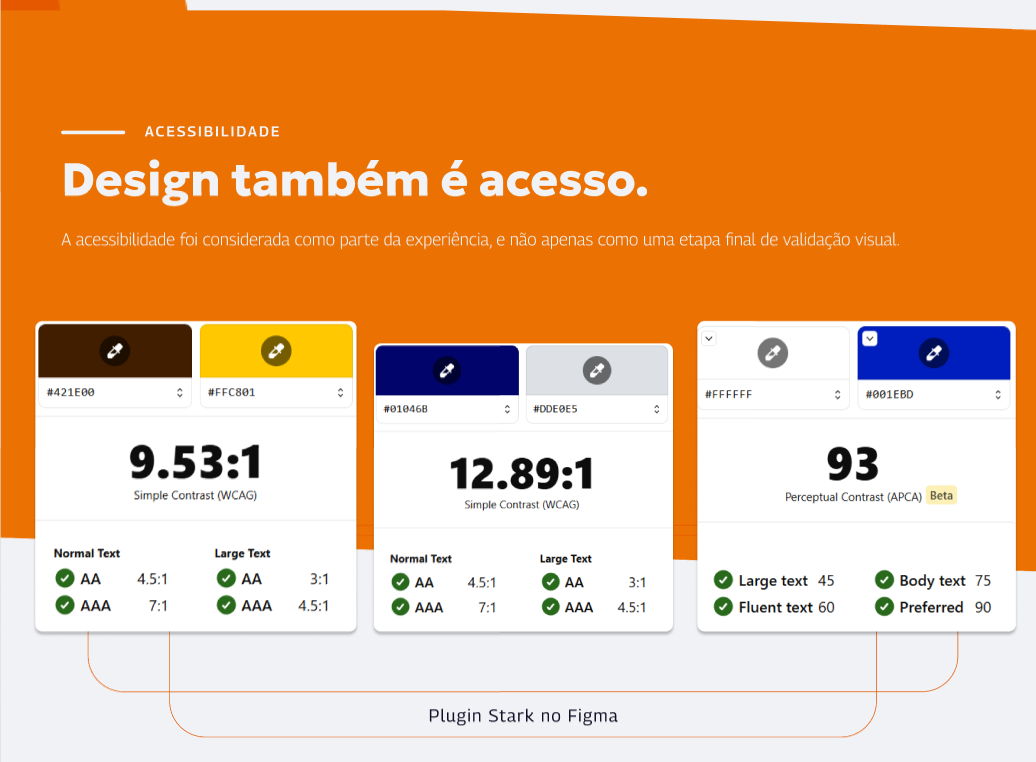 ACESSIBILIDADE
Design também é acesso.
A acessibilidade foi considerada como parte da experiência, e não apenas como uma etapa final de validação visual.
#421E00 #FFC801
9.53:1
Simple Contrast (WCAG)
Normal Text Large Text
AA 4.5:1 AA 3:1
AAA 7:1 AAA 4.5:1
#01046B #DDE0E5
12.89:1
Simple Contrast (WCAG)
Normal Text Large Text
AA 4.5:1 AA 3:1
AAA 7:1 AAA 4.5:1
#FFFFFF #001EBD
93
Perceptual Contrast (APCA) Beta
Large text 45 Body text 75
Fluent text 60 Preferred 90
Plugin Stark no Figma